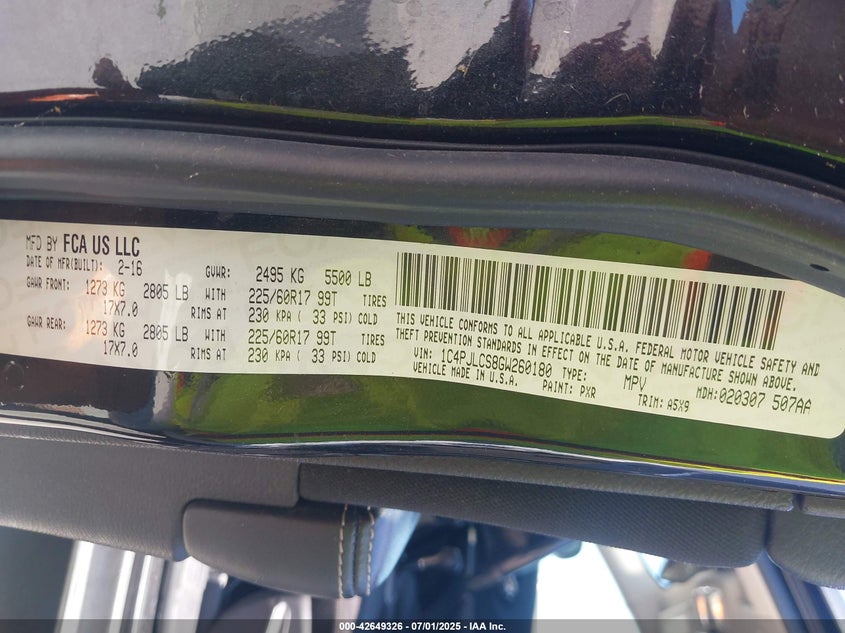 MFD BY FCA US LLC
DATE OF MFR(BUILT): 2-16 GVWR: 2495 KG 5500 LB
GAWR FRONT: 1273 KG 2805 LB WITH 225/60R17 99T TIRES
17X7.0 RIMS AT 230 KPA( 33 PSI) COLD
GAWR REAR: 1273 KG 2805 LB WITH 225/60R17 99T TIRES
17X7.0 RIMS AT 230 KPA( 33 PSI) COLD
THIS VEHICLE CONFORMS TO ALL APPLICABLE U.S.A. FEDERAL MOTOR VEHICLE SAFETY AND
THEFT PREVENTION STANDARDS IN EFFECT ON THE DATE OF MANUFACTURE SHOWN ABOVE.
VIN: 1C4PJLCS8GW260180 TYPE: MPV MDH:020307 507AA
VEHICLE MADE IN U.S.A. PAINT: PXR TRIM: A5X9
000-42649326 - 07/01/2025 - IAA Inc.